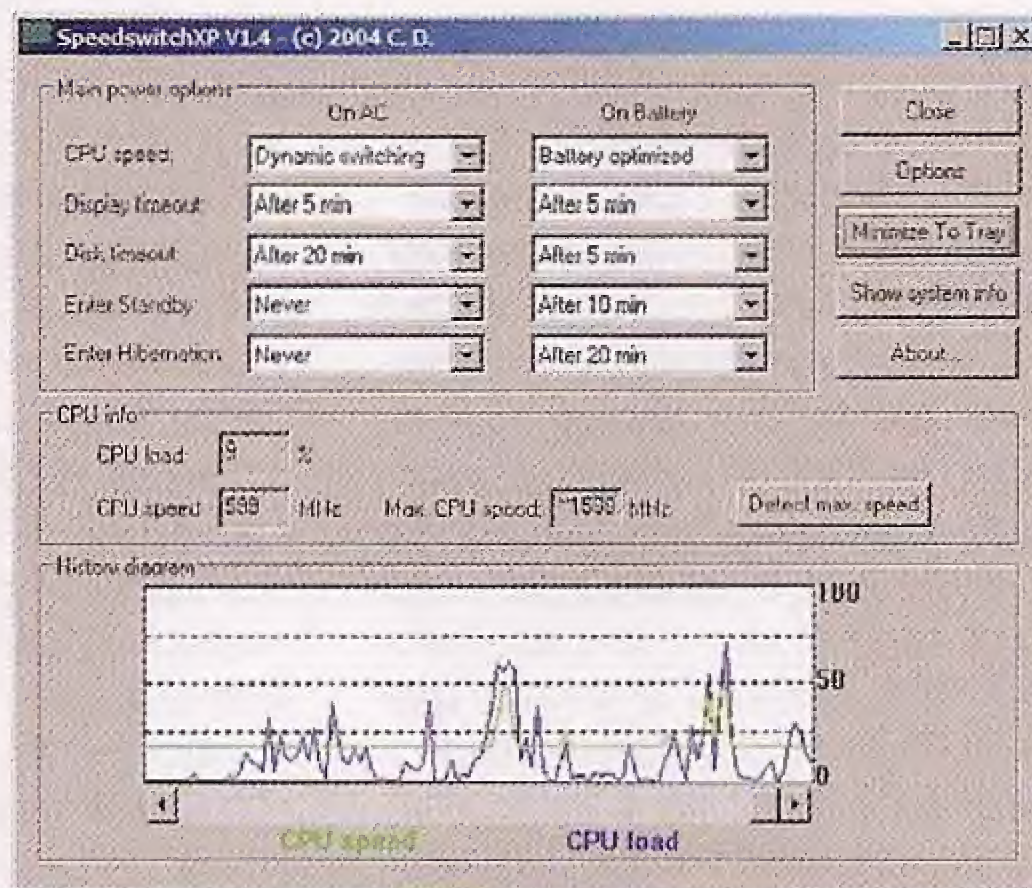 SpeedswitchXP V1.4 - (c) 2004 C. D.
Main power options
On AC On Battery
CPU speed: Dynamic switching Battery optimized
Display timeout: After 5 min After 5 min
Disk timeout: After 20 min After 5 min
Enter Standby: Never After 10 min
Enter Hibernation: Never After 20 min
Close
Options
Minimize To Tray
Show system info
About...
CPU info
CPU load: 9 %
CPU speed: MHz Max. CPU speed: MHz Detect max. speed
History diagram
100
50
0
CPU speed CPU load